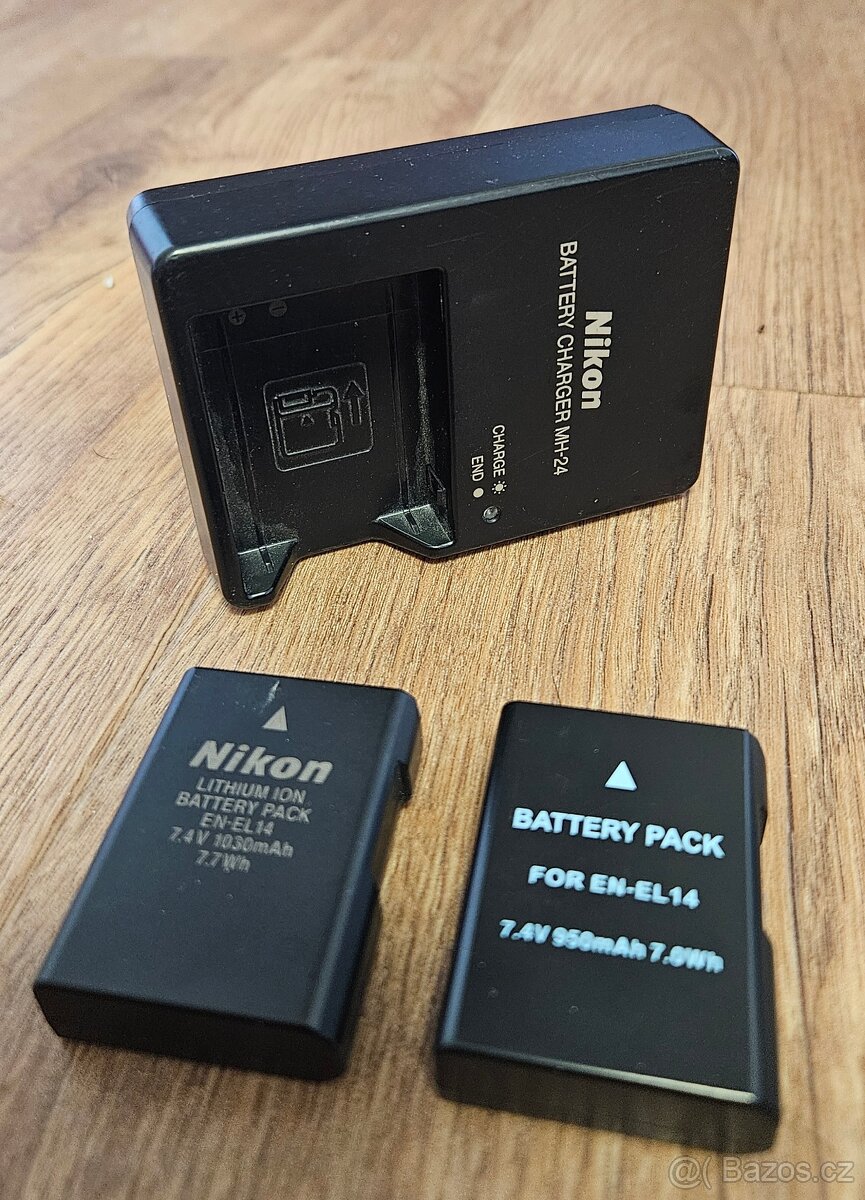 Nikon
BATTERY CHARGER MH-24
CHARGE
END
Nikon
LITHIUM ION
BATTERY PACK
EN-EL14
7.4V 1030mAh
7.7Wh
BATTERY PACK
FOR EN-EL14
7.4V 950mAh 7.0Wh
@( Bazos.cz